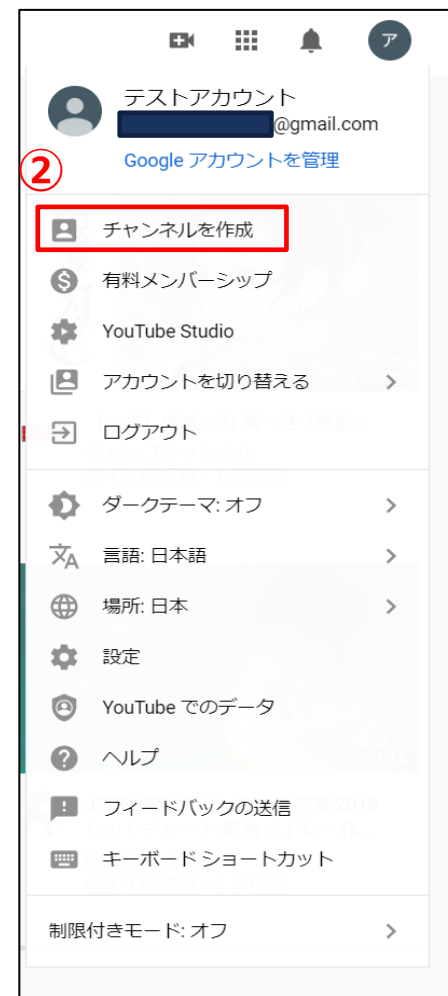 ア
テストアカウント
@gmail.com
Google アカウントを管理
②
チャンネルを作成
有料メンバーシップ
YouTube Studio
アカウントを切り替える
ログアウト
ダークテーマ: オフ
言語: 日本語
場所: 日本
設定
YouTube でのデータ
ヘルプ
フィードバックの送信
キーボード ショートカット
制限付きモード: オフ